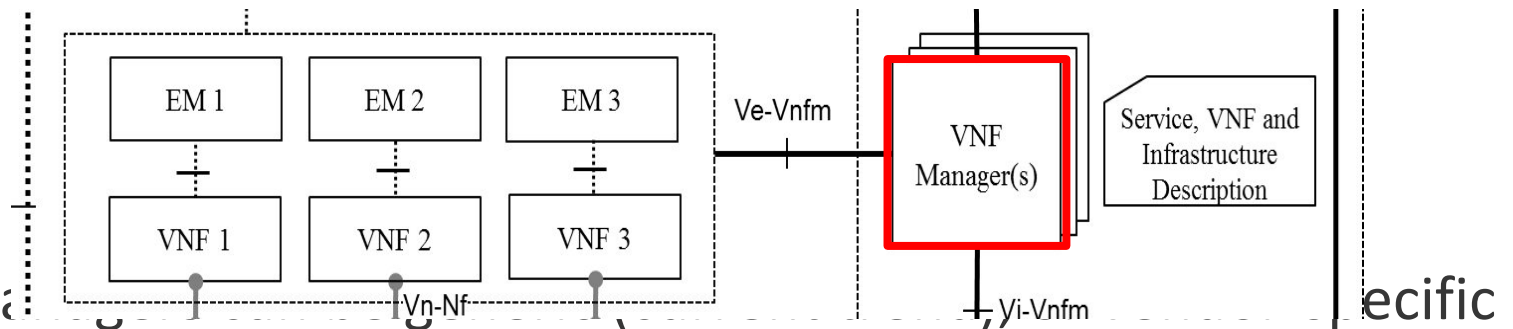 EM 1
EM 2
EM 3
Ve-Vnfm
VNF
Manager(s)
Service, VNF and
Infrastructure
Description
VNF 1
VNF 2
VNF 3
Vn-Nf
Vi-Vnfm
ecific